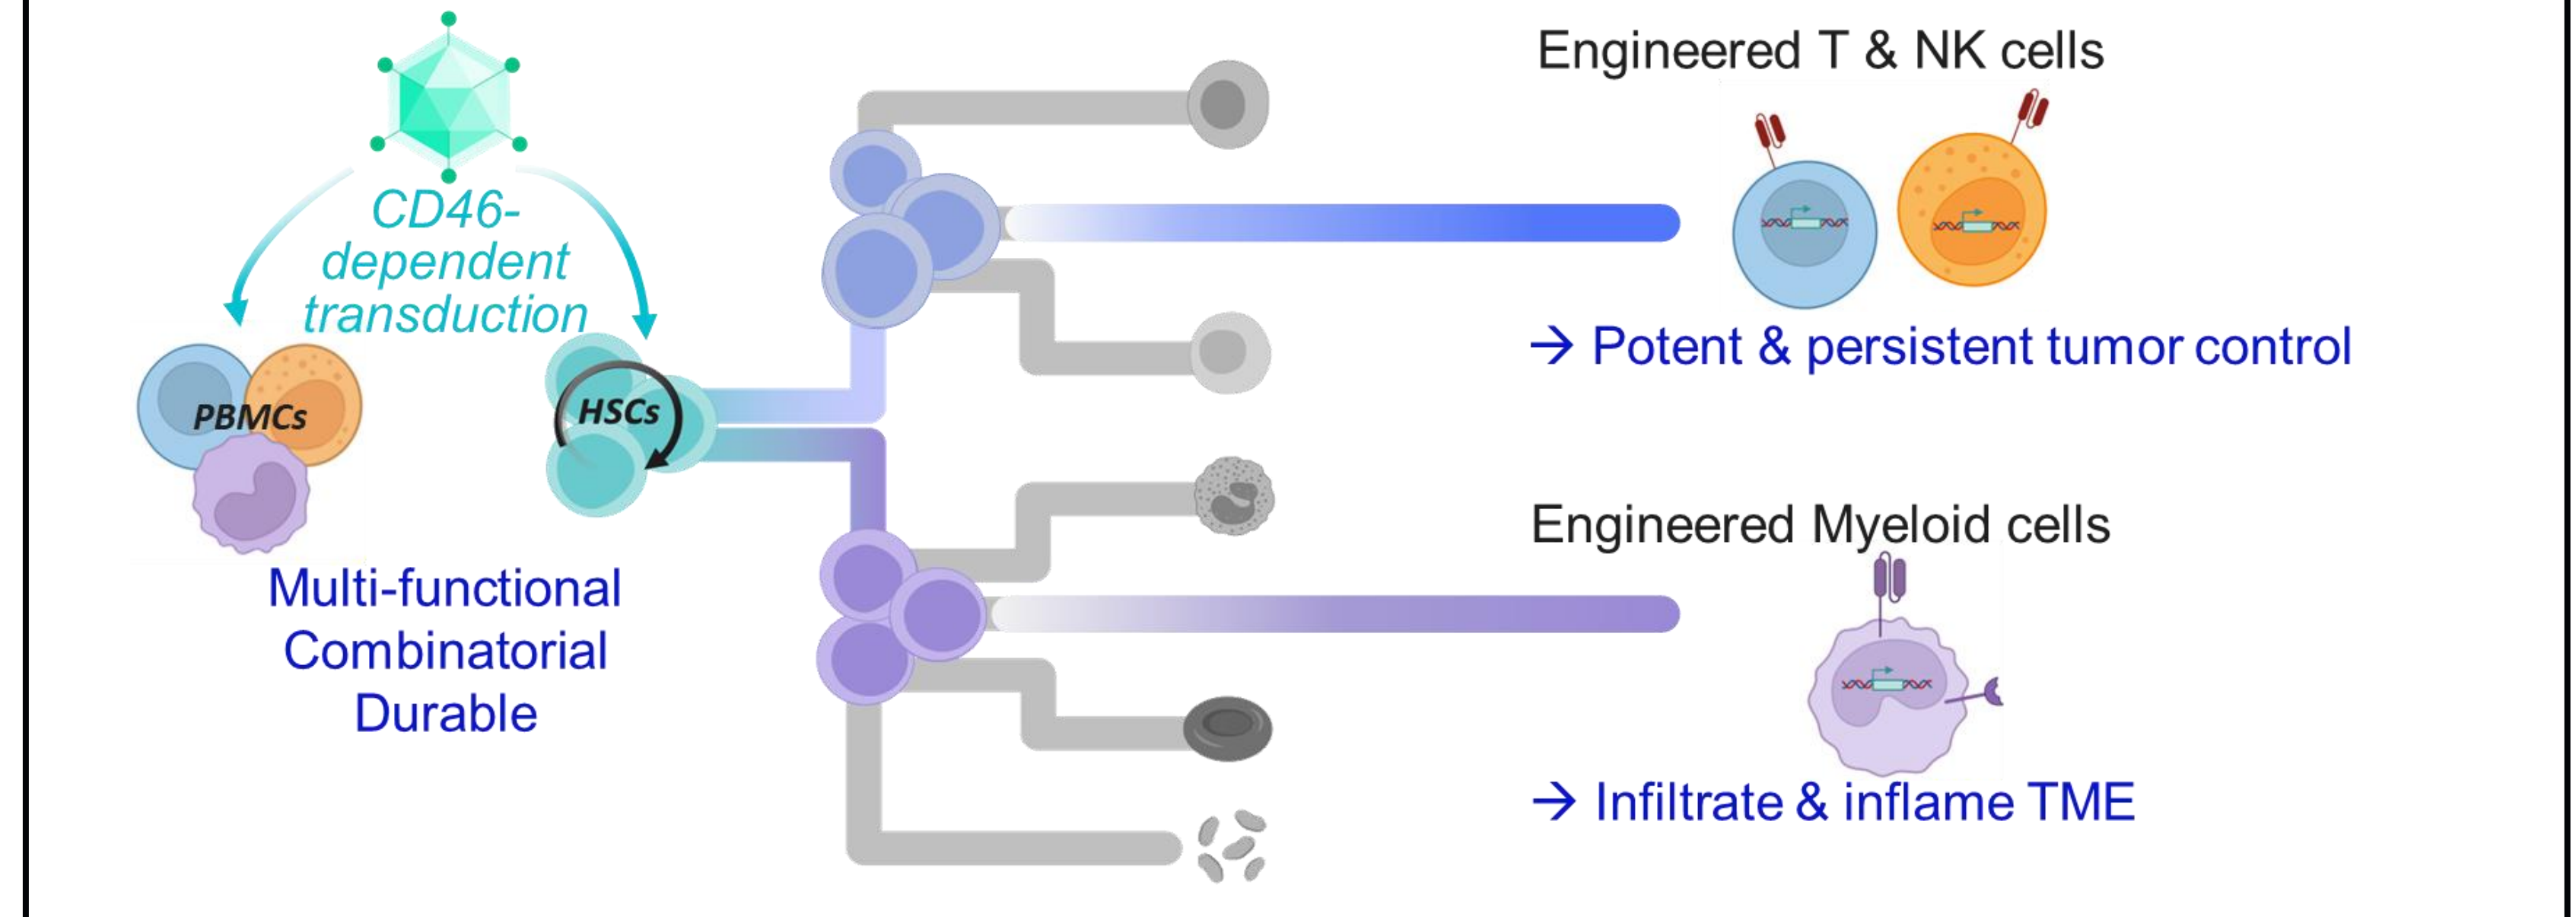 CD46-
dependent
transduction
PBMCs
HSCs
Multi-functional
Combinatorial
Durable
Engineered T & NK cells
→ Potent & persistent tumor control
Engineered Myeloid cells
→ Infiltrate & inflame TME